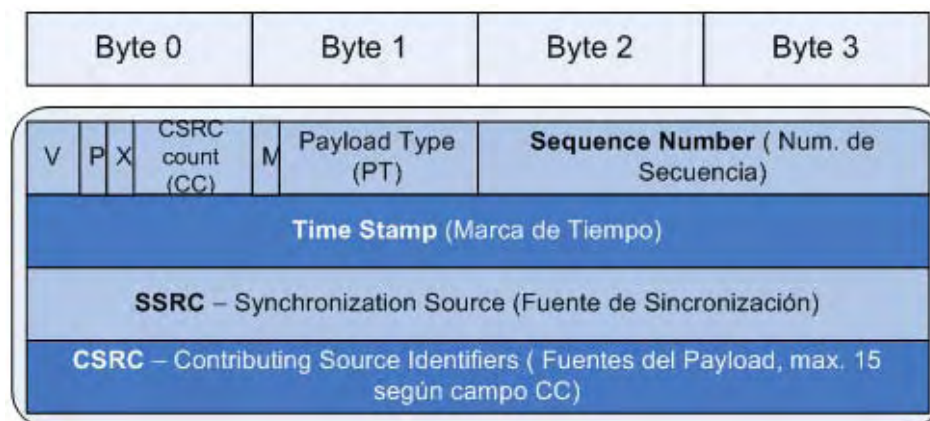 Byte 0 Byte 1 Byte 2 Byte 3
V P X CSRC count (CC) M Payload Type (PT) Sequence Number ( Num. de Secuencia)
Time Stamp (Marca de Tiempo)
SSRC – Synchronization Source (Fuente de Sincronización)
CSRC – Contributing Source Identifiers ( Fuentes del Payload, max. 15
según campo CC)